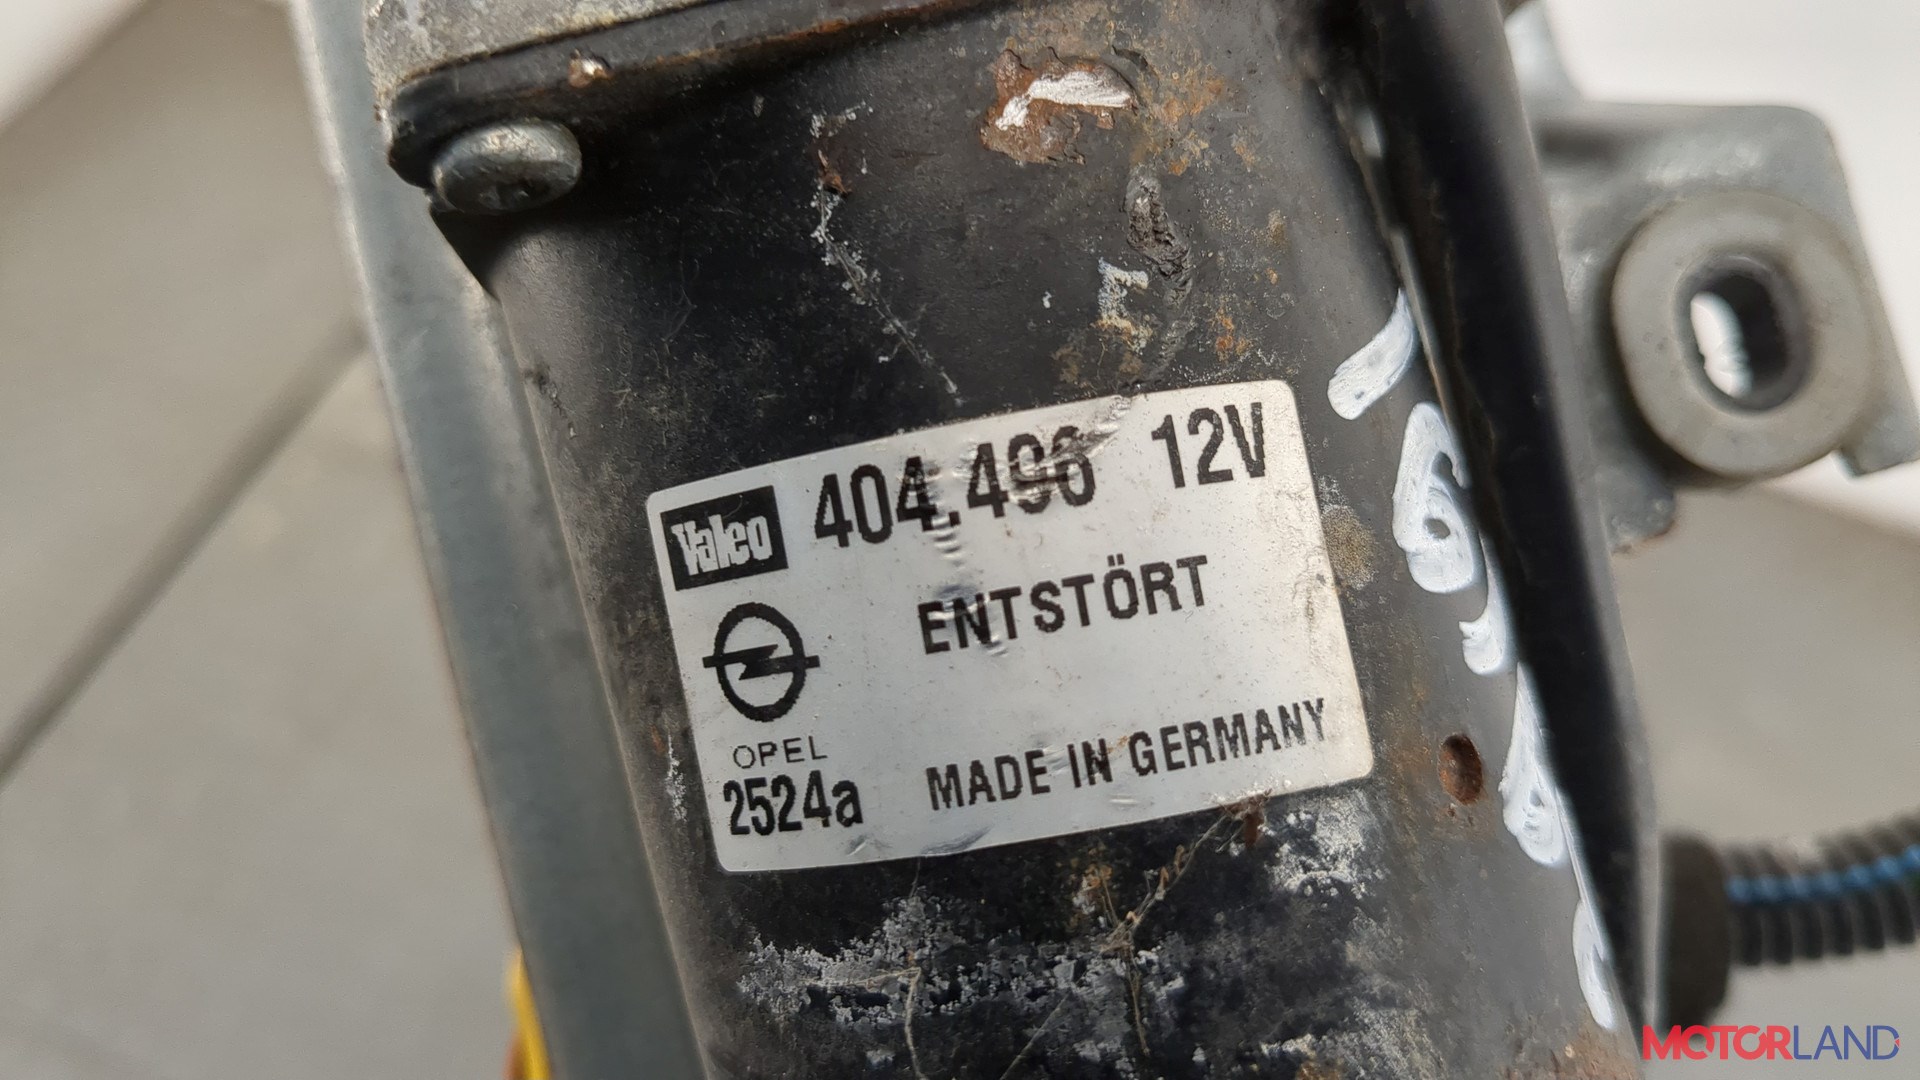 Valeo 404.496 12V
ENTSTÖRT
OPEL
2524a MADE IN GERMANY
MOTORLAND